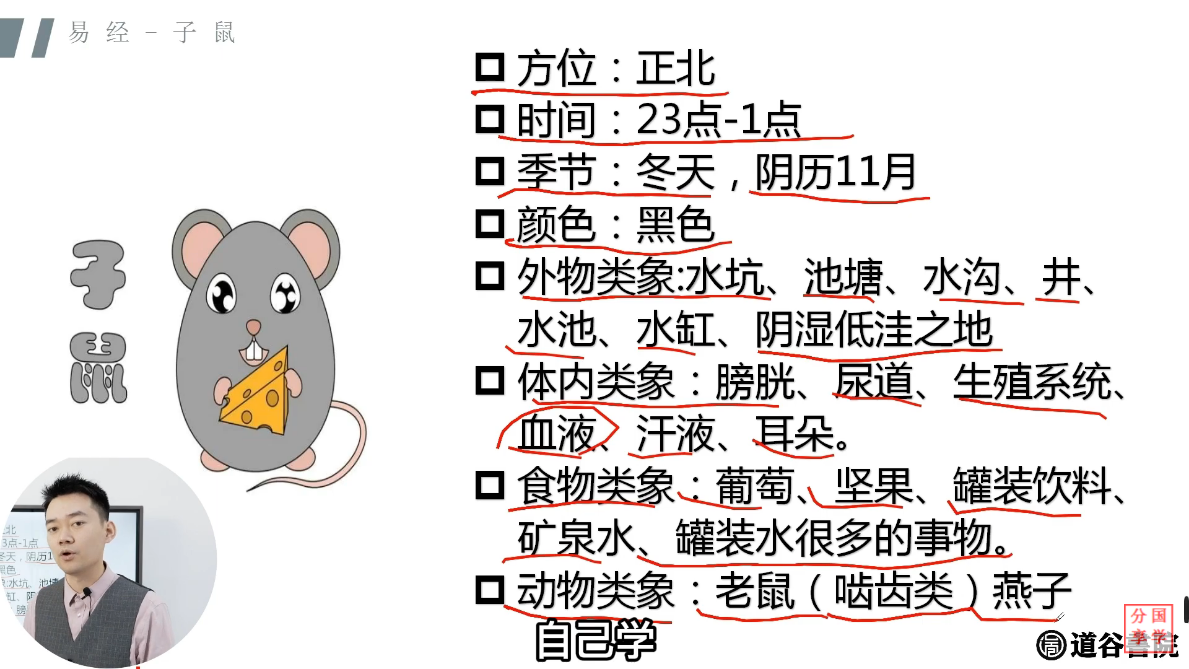 易经-子鼠
方位：正北
时间：23点-1点
季节：冬天，阴历11月
颜色：黑色
外物类象:水坑、池塘、水沟、井、
水池、水缸、阴湿低洼之地
体内类象：膀胱、尿道、生殖系统、
血液、汗液、耳朵。
食物类象：葡萄、坚果、罐装饮料、
矿泉水、罐装水很多的事物。
动物类象：老鼠（啮齿类）燕子
子
鼠
自己学
道谷書院
国学
分享